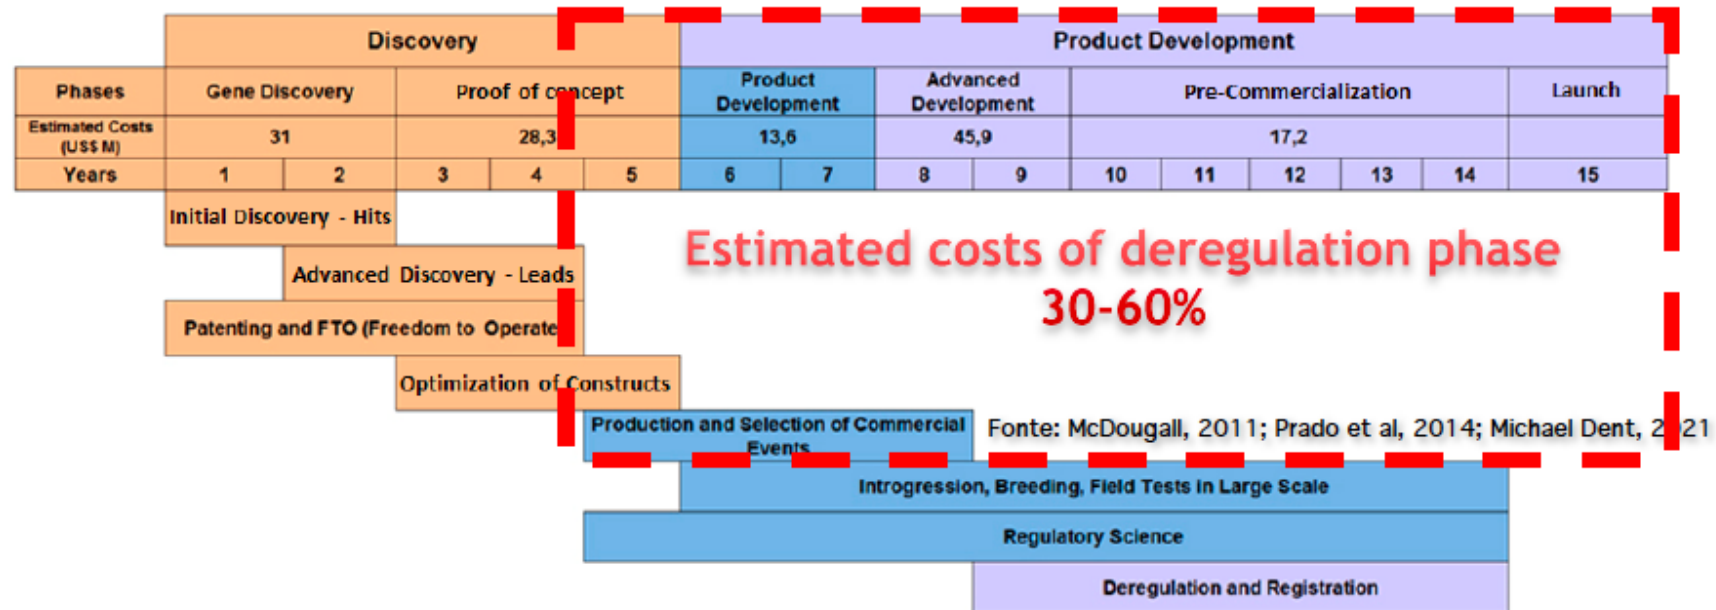 Discovery
Product Development
Phases
Gene Discovery
Proof of concept
Product
Development
Advanced
Development
Pre-Commercialization
Launch
Estimated Costs
(US$ M)
31
28,3
13,6
45,9
17,2
Years
1
2
3
4
5
6
7
8
9
10
11
12
13
14
15
Initial Discovery - Hits
Advanced Discovery - Leads
Patenting and FTO (Freedom to Operate
Optimization of Constructs
Estimated costs of deregulation phase
30-60%
Production and Selection of Commercial
Events
Fonte: McDougall, 2011; Prado et al, 2014; Michael Dent, 2021
Introgression, Breeding, Field Tests in Large Scale
Regulatory Science
Deregulation and Registration